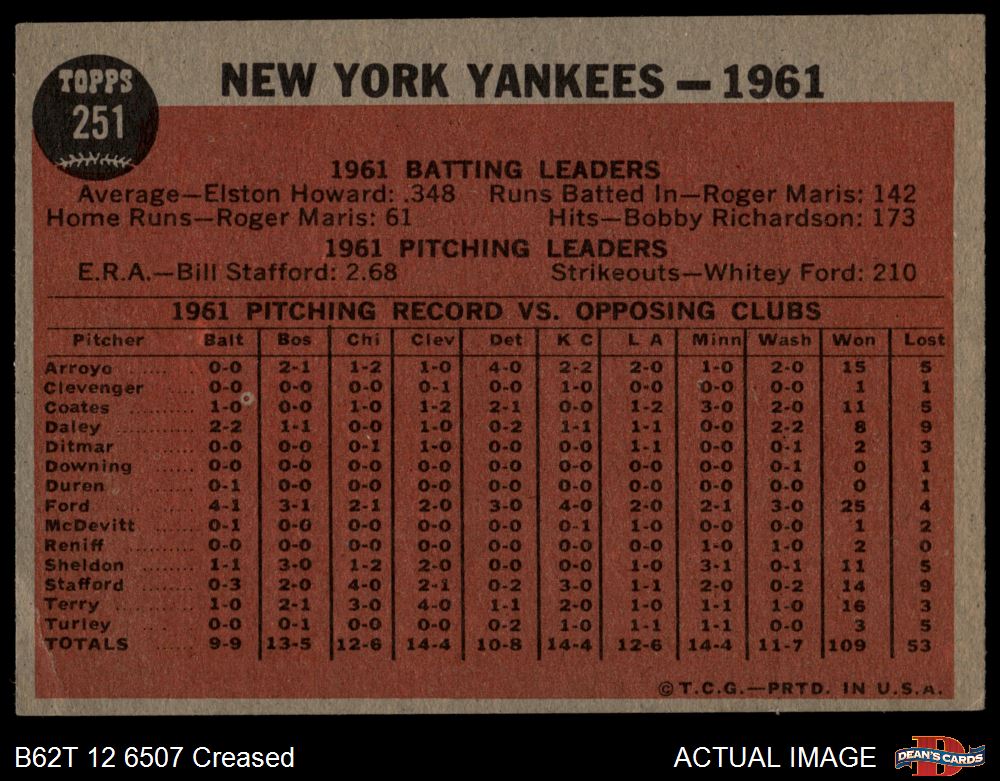 TOPPS
251
NEW YORK YANKEES — 1961
1961 BATTING LEADERS
Average—Elston Howard: .348 Runs Batted In—Roger Maris: 142
Home Runs—Roger Maris: 61 Hits—Bobby Richardson: 173
1961 PITCHING LEADERS
E.R.A.—Bill Stafford: 2.68 Strikeouts—Whitey Ford: 210
1961 PITCHING RECORD VS. OPPOSING CLUBS
Pitcher Balt Bos Chi Clev Det K C L A Minn Wash Won Lost
Arroyo ...... 0-0 2-1 1-2 1-0 4-0 2-2 2-0 1-0 2-0 15 5
Clevenger ...... 0-0 0-0 0-0 0-1 0-0 1-0 0-0 0-0 0-0 1 1
Coates .......... 1-0 0-0 1-0 1-2 2-1 0-0 1-2 3-0 2-0 11 5
Daley ........... 2-2 1-1 0-0 1-0 0-2 1-1 1-1 0-0 2-2 8 9
Ditmar ......... 0-0 0-0 0-1 1-0 0-0 0-0 1-1 0-0 0-1 2 3
Downing ...... 0-0 0-0 0-0 0-0 0-0 0-0 0-0 0-0 0-1 0 1
Duren .......... 0-1 0-0 0-0 0-0 0-0 0-0 0-0 0-0 0-0 0 1
Ford ............. 4-1 3-1 2-1 2-0 3-0 4-0 2-0 2-1 3-0 25 4
McDevitt ...... 0-1 0-0 0-0 0-0 0-0 0-1 1-0 0-0 0-0 1 2
Reniff ........... 0-0 0-0 0-0 0-0 0-0 0-0 0-0 1-0 1-0 2 0
Sheldon ........ 1-1 3-0 1-2 2-0 0-0 0-0 1-0 3-1 0-1 11 5
Stafford ........ 0-3 2-0 4-0 2-1 0-2 3-0 1-1 2-0 0-2 14 9
Terry ............ 1-0 2-1 3-0 4-0 1-1 2-0 1-0 1-1 1-0 16 3
Turley .......... 0-0 0-1 0-0 0-0 0-2 1-0 1-1 1-1 0-0 3 5
TOTALS 9-9 13-5 12-6 14-4 10-8 14-4 12-6 14-4 11-7 109 53
© T.C.G.—PRTD. IN U.S.A.
B62T 12 6507 Creased ACTUAL IMAGE
D
DEAN'S CARDS